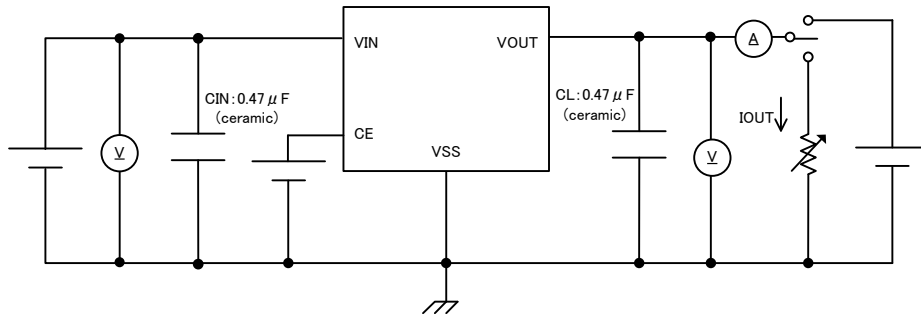 VIN
VOUT
A
CIN:0.47μF
(ceramic)
CL:0.47μF
(ceramic)
IOUT
V
CE
VSS
V